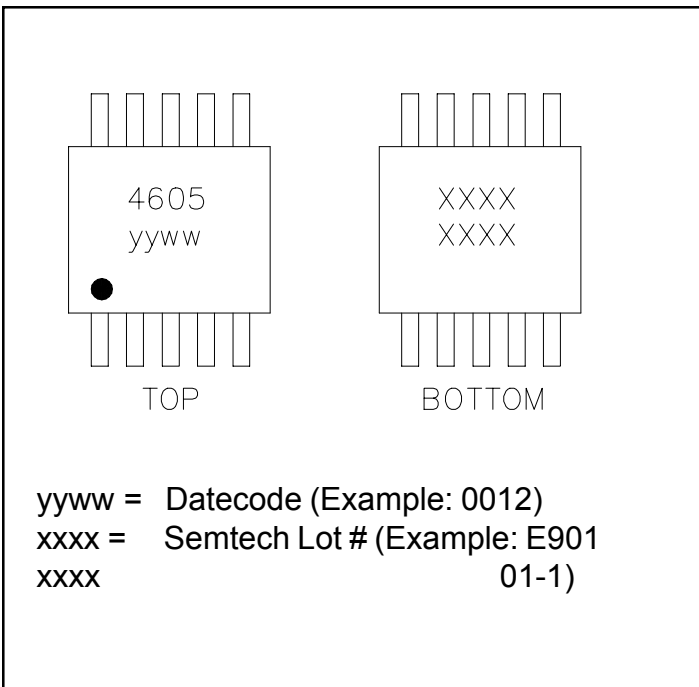 4605
yyww
XXXX
XXXX
TOP
BOTTOM
yyww = Datecode (Example: 0012)
xxxx = Semtech Lot # (Example: E901
xxxx 01-1)